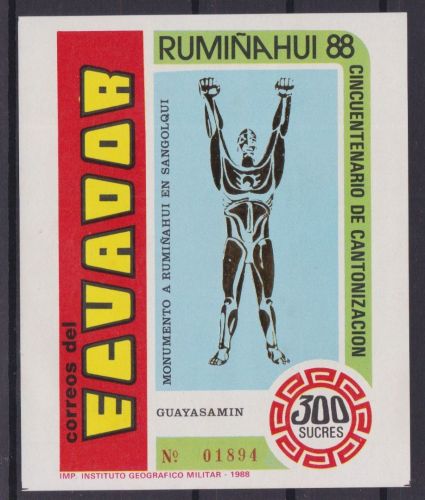 correos del
ECUADOR
MONUMENTO A RUMIÑAHUI EN SANGOLQUI
RUMIÑAHUI 88
CINCUENTENARIO DE CANTONIZACION
GUAYASAMIN
300
SUCRES
Nº 01894
IMP. INSTITUTO GEOGRAFICO MILITAR - 1988